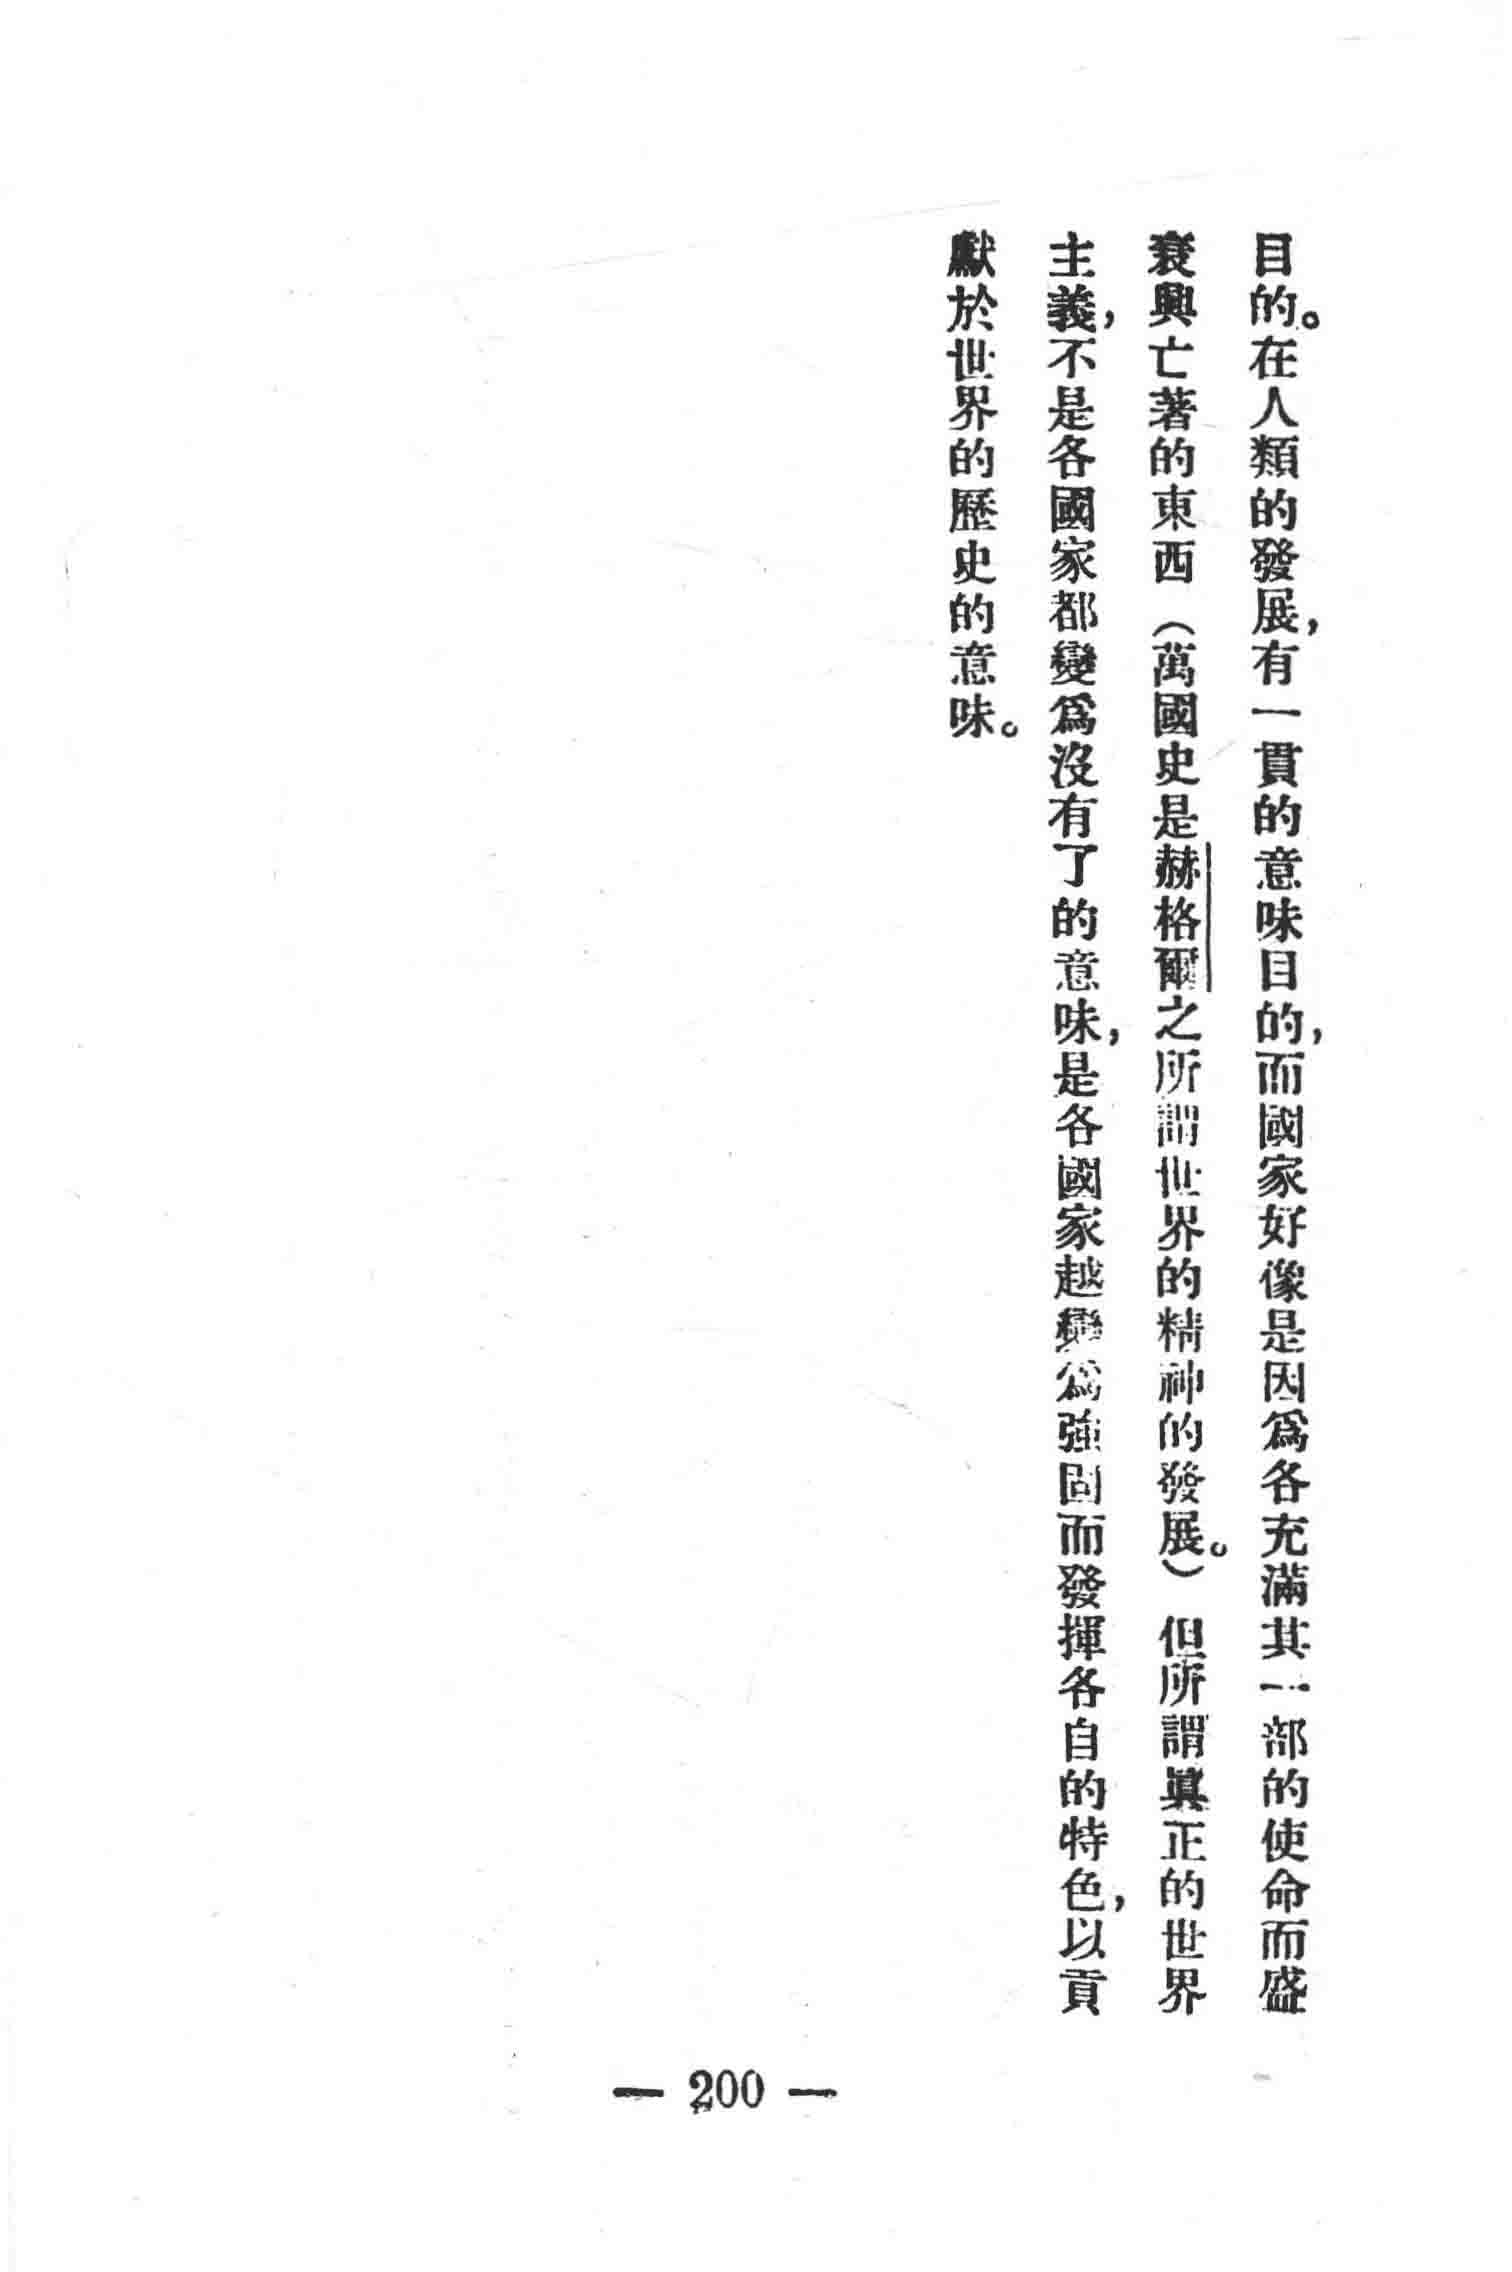 目的。在人類的發展，有一貫的意味目的，而國家好像是因爲各充滿其一部的使命而盛
衰興亡著的東西（萬國史是赫格爾之所謂世界的精神的發展。）但所謂眞正的世界
主義，不是各國家都變爲沒有了的意味，是各國家越變爲強固而發揮各自的特色，以貢
獻於世界的歷史的意味。
— 200 —